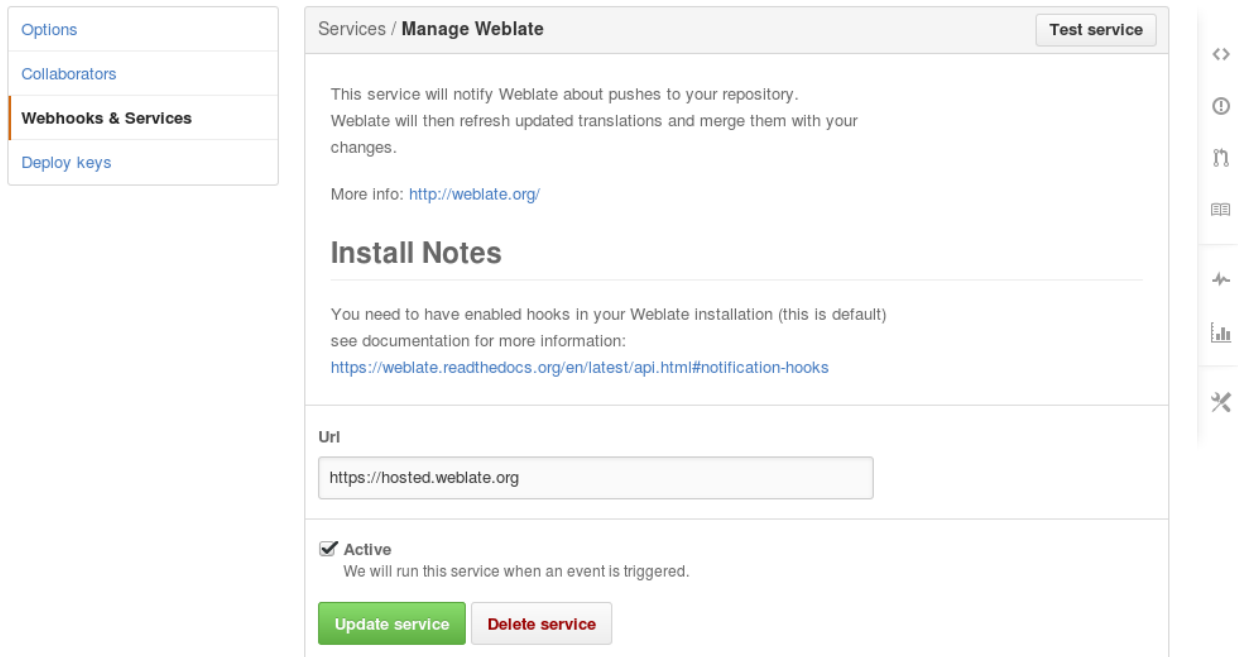 Options
Collaborators
Webhooks & Services
Deploy keys
Services / Manage Weblate
Test service
This service will notify Weblate about pushes to your repository.
Weblate will then refresh updated translations and merge them with your
changes.
More info: http://weblate.org/
Install Notes
You need to have enabled hooks in your Weblate installation (this is default)
see documentation for more information:
https://weblate.readthedocs.org/en/latest/api.html#notification-hooks
Url
https://hosted.weblate.org
Active
We will run this service when an event is triggered.
Update service
Delete service